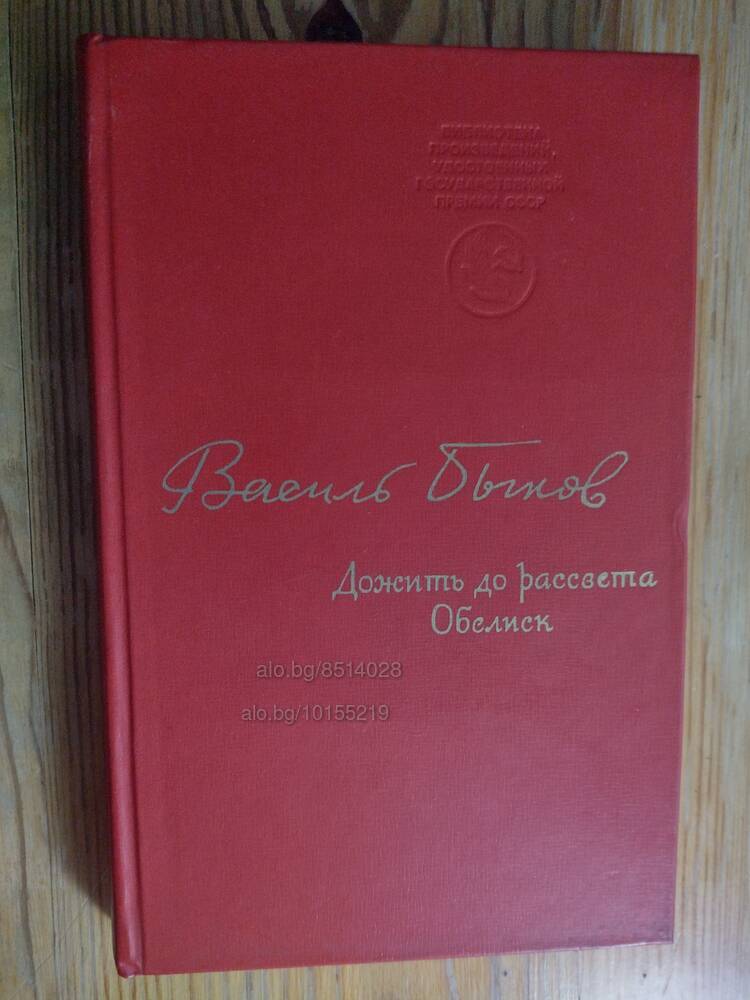 БИБЛИОТЕКА
ПРОИЗВЕДЕНИЙ,
УДОСТОЕННЫХ
ГОСУДАРСТВЕННОЙ
ПРЕМИИ СССР
Василь Быков
Дожить до рассвета
Обелиск
alo.bg/8514028
alo.bg/10155219